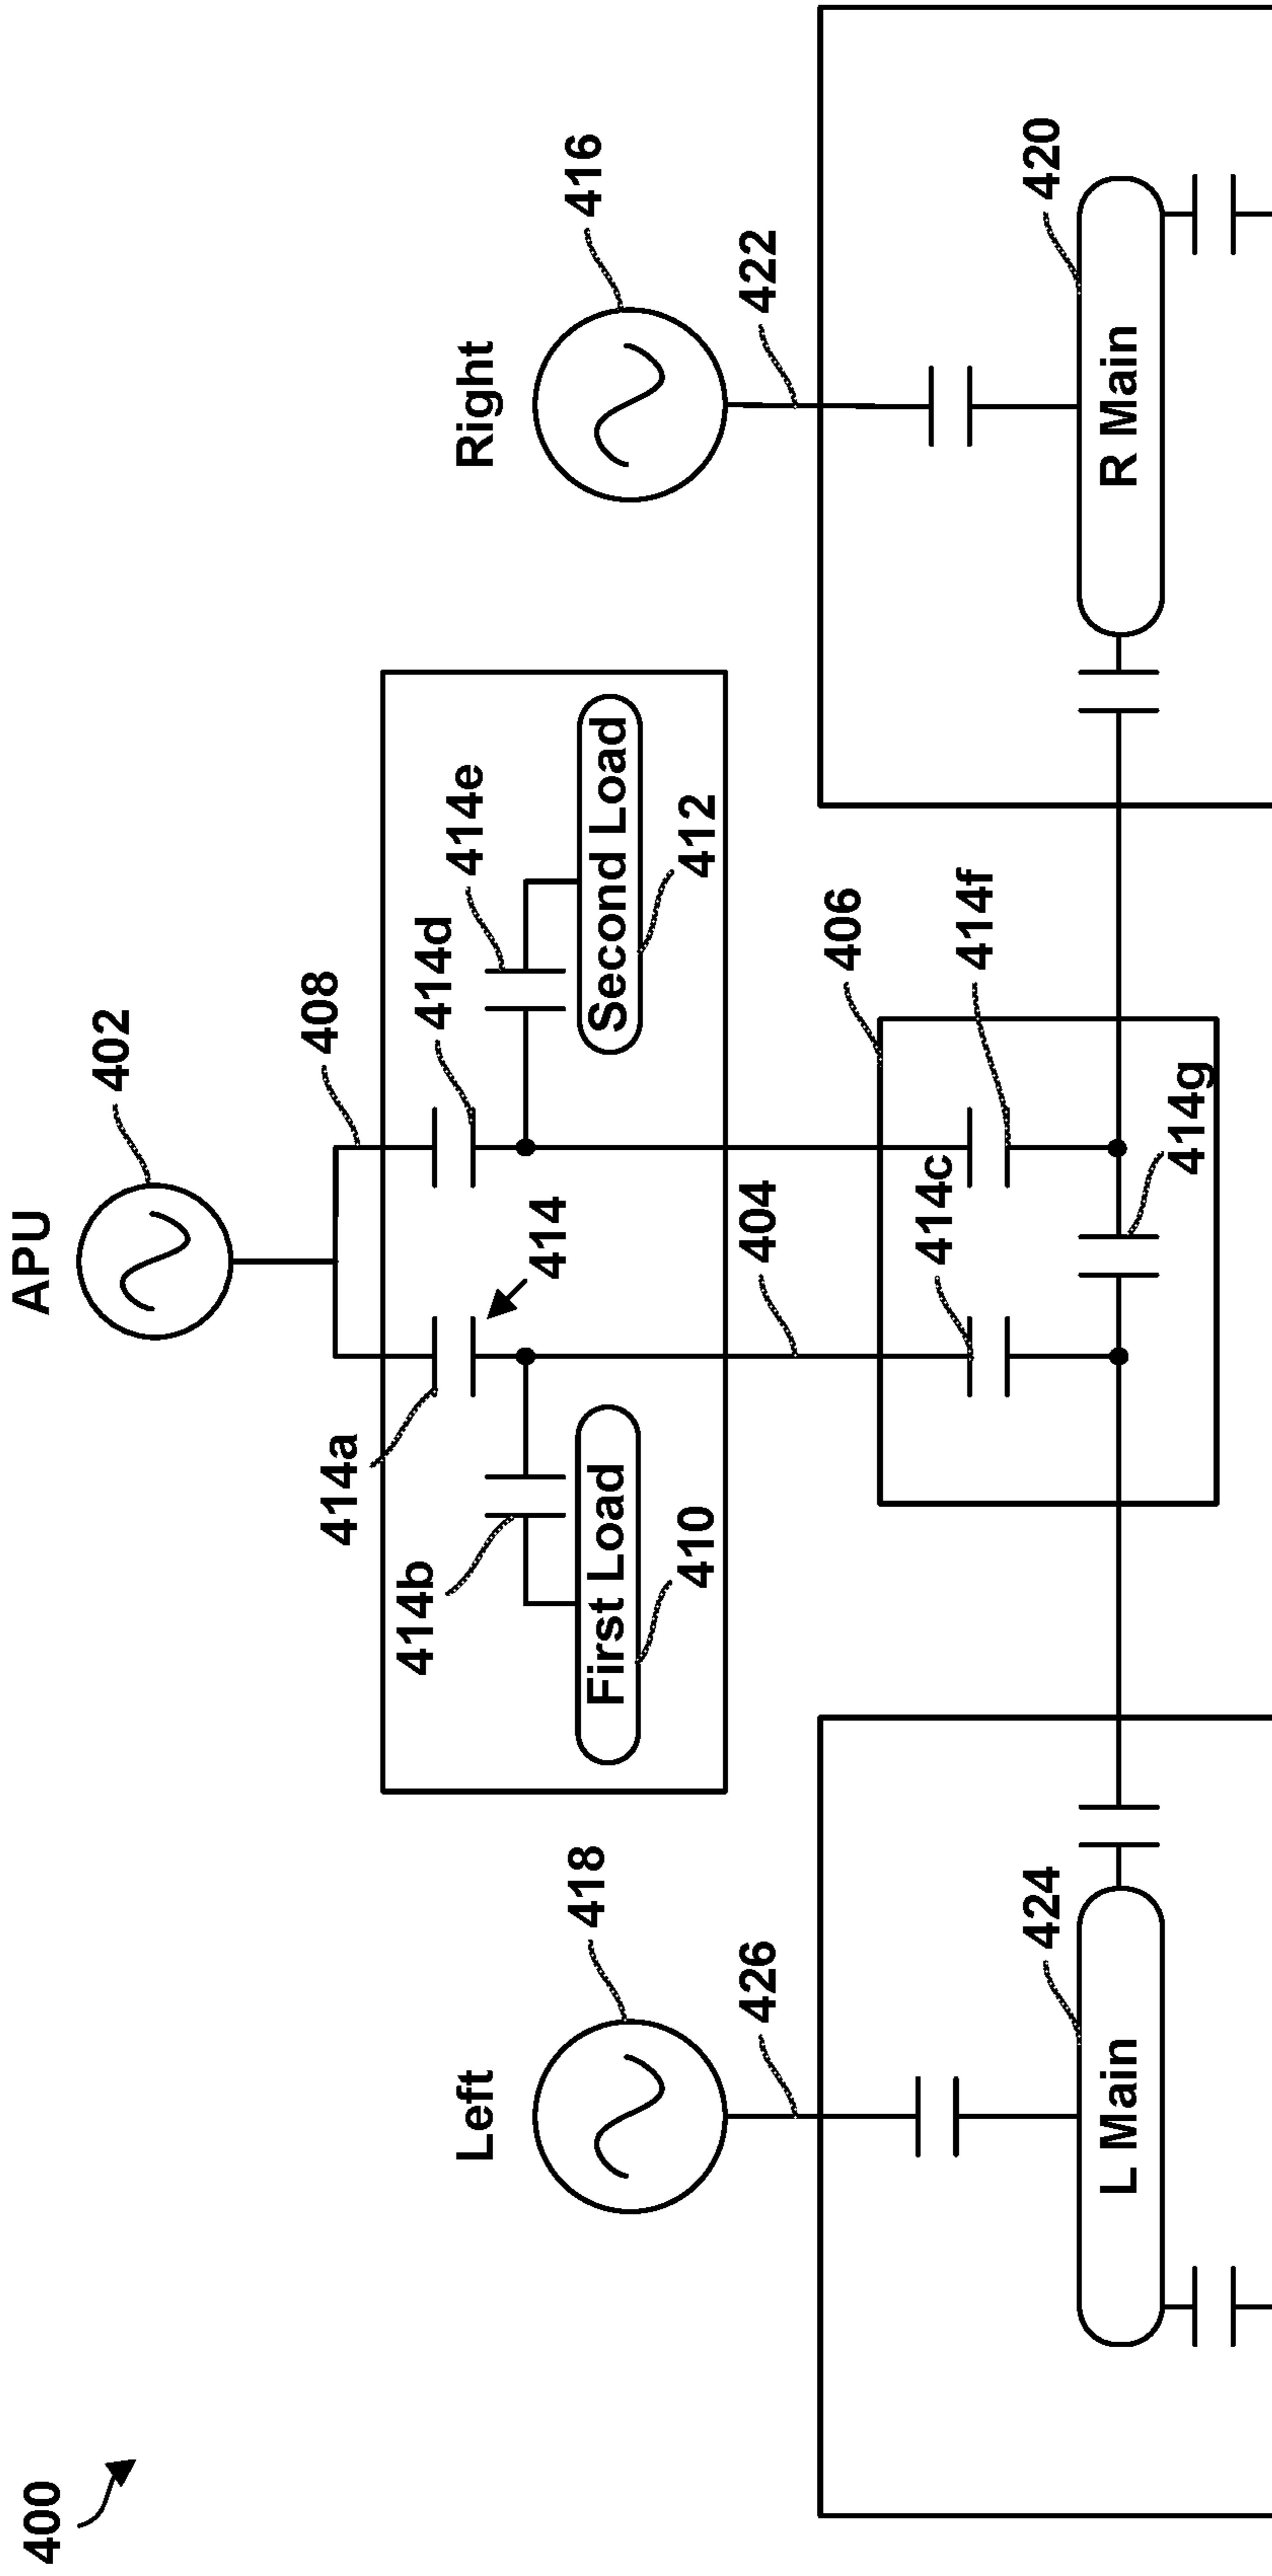 400
APU
402
408
414a
414
414d
414b
414e
First Load
410
Second Load
412
Left
418
Right
416
426
404
406
422
414c
414f
424
420
L Main
414g
R Main